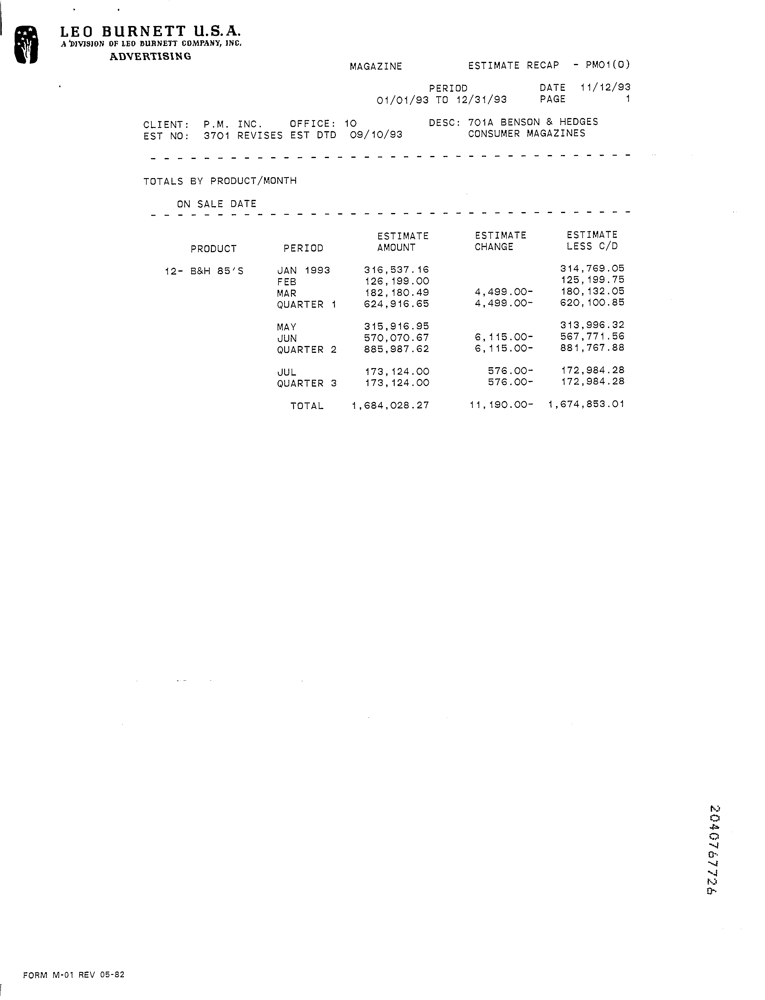 LEO BURNETT U.S.A.
A DIVISION OF LEO BURNETT COMPANY, INC.
ADVERTISING
MAGAZINE ESTIMATE RECAP - PM01(0)
PERIOD DATE 11/12/93
01/01/93 TO 12/31/93 PAGE 1
CLIENT: P.M. INC. OFFICE: 10 DESC: 701A BENSON & HEDGES
EST NO: 3701 REVISES EST DTD 09/10/93 CONSUMER MAGAZINES
TOTALS BY PRODUCT/MONTH
ON SALE DATE
ESTIMATE ESTIMATE ESTIMATE
PRODUCT PERIOD AMOUNT CHANGE LESS C/D
12- B&H 85'S JAN 1993 316,537.16 314,769.05
FEB 126,199.00 125,199.75
MAR 182,180.49 4,499.00- 180,132.05
QUARTER 1 624,916.65 4,499.00- 620,100.85
MAY 315,916.95 313,996.32
JUN 570,070.67 6,115.00- 567,771.56
QUARTER 2 885,987.62 6,115.00- 881,767.88
JUL 173,124.00 576.00- 172,984.28
QUARTER 3 173,124.00 576.00- 172,984.28
TOTAL 1,684,028.27 11,190.00- 1,674,853.01
2040767726
FORM M-01 REV 05-82